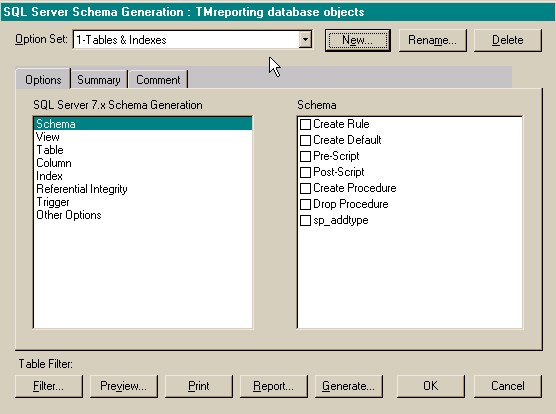 SQL Server Schema Generation : TMreporting database objects
Option Set: 1-Tables & Indexes New... Rename... Delete
Options Summary Comment
SQL Server 7.x Schema Generation Schema
Schema Create Rule
View Create Default
Table Pre-Script
Column Post-Script
Index Create Procedure
Referential Integrity Drop Procedure
Trigger sp_addtype
Other Options
Table Filter:
Filter... Preview... Print Report... Generate... OK Cancel